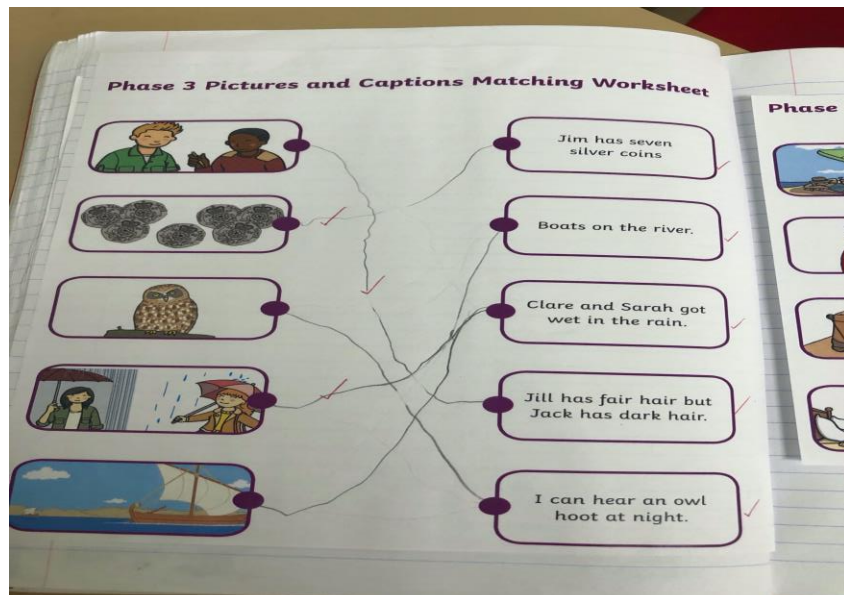 Phase 3 Pictures and Captions Matching Worksheet
Jim has seven
silver coins
Boats on the river.
Clare and Sarah got
wet in the rain.
Jill has fair hair but
Jack has dark hair.
I can hear an owl
hoot at night.
Phase